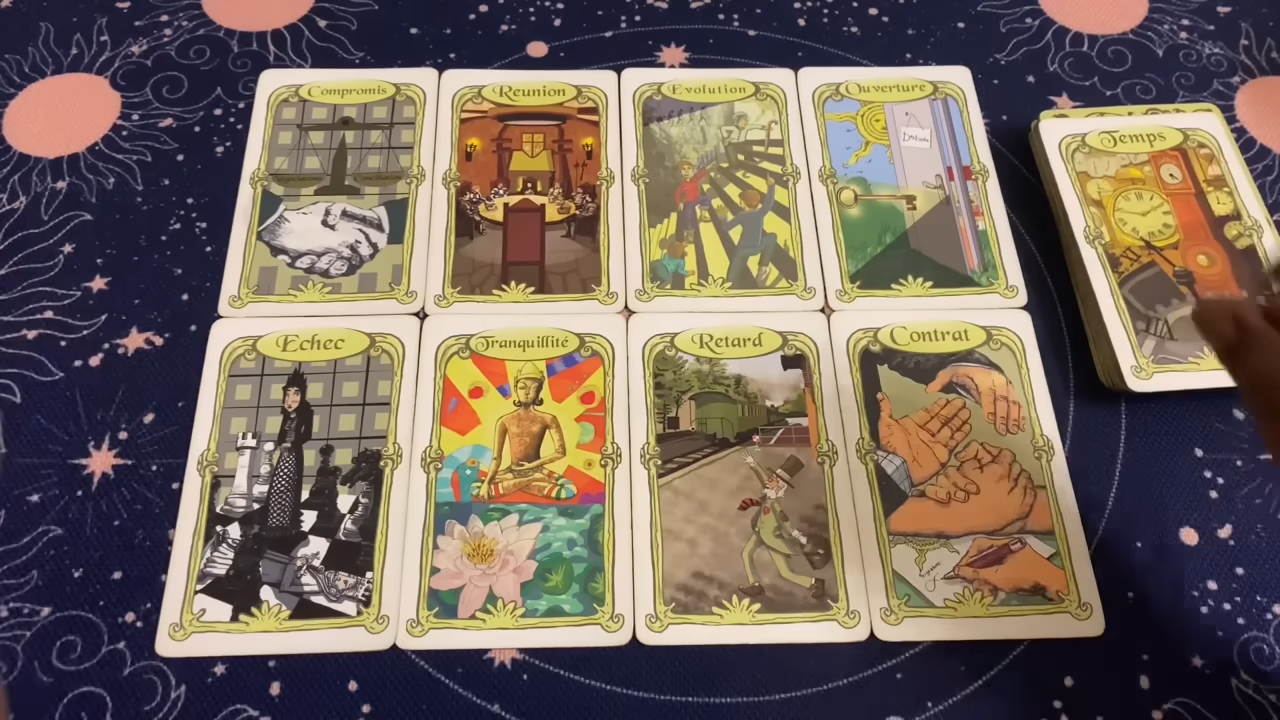 Compromis
Reunion
Evolution
Ouverture
Temps
Echec
Tranquillité
Retard
Contrat